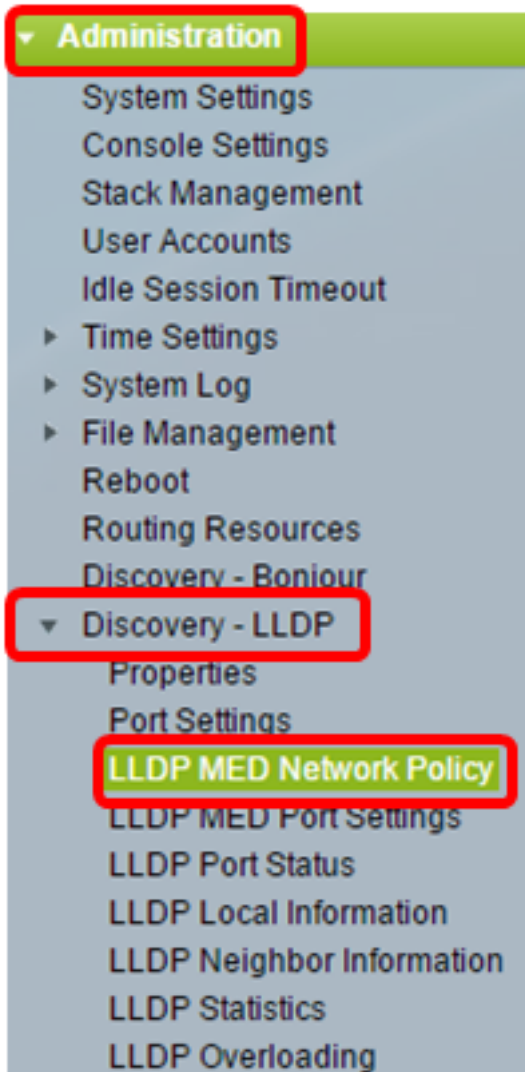 Administration
System Settings
Console Settings
Stack Management
User Accounts
Idle Session Timeout
Time Settings
System Log
File Management
Reboot
Routing Resources
Discovery - Bonjour
Discovery - LLDP
Properties
Port Settings
LLDP MED Network Policy
LLDP MED Port Settings
LLDP Port Status
LLDP Local Information
LLDP Neighbor Information
LLDP Statistics
LLDP Overloading